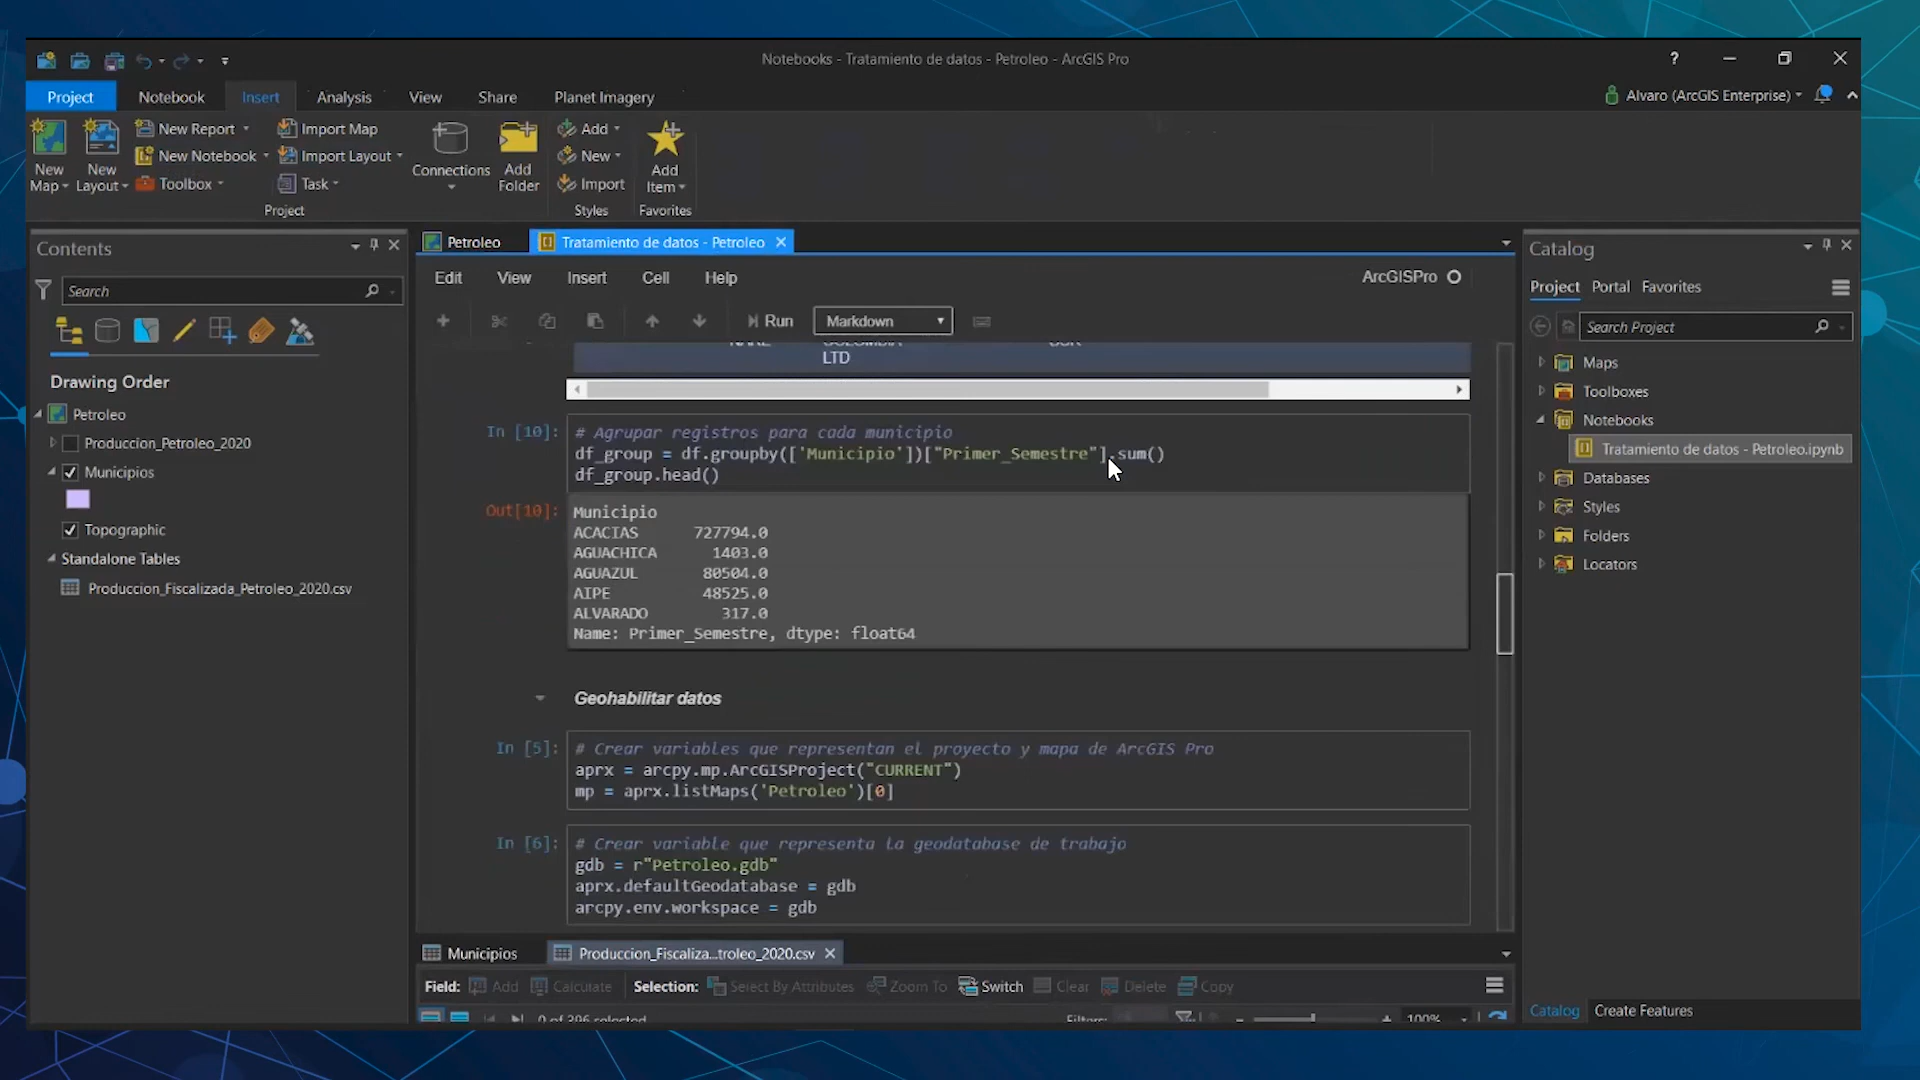 Notebooks - Tratamiento de datos - Petroleo - ArcGIS Pro
?
Project Notebook Insert Analysis View Share Planet Imagery
Alvaro (ArcGIS Enterprise)
New Map
New Layout
New Report
New Notebook
Toolbox
Import Map
Import Layout
Task
Project
Connections
Add Folder
Add
New
Import
Styles
Add Item
Favorites
Contents
Search
Drawing Order
Petroleo
Produccion_Petroleo_2020
Municipios
Topographic
Standalone Tables
Produccion_Fiscalizada_Petroleo_2020.csv
Petroleo
Tratamiento de datos - Petroleo
Edit View Insert Cell Help
ArcGISPro
Run
Markdown
LTD
In [10]:
# Agrupar registros para cada municipio
df_group = df.groupby(['Municipio'])["Primer_Semestre"].sum()
df_group.head()
Out[10]:
Municipio
ACACIAS 727794.0
AGUACHICA 1403.0
AGUAZUL 80504.0
AIPE 48525.0
ALVARADO 317.0
Name: Primer_Semestre, dtype: float64
Geohabilitar datos
In [5]:
# Crear variables que representan el proyecto y mapa de ArcGIS Pro
aprx = arcpy.mp.ArcGISProject("CURRENT")
mp = aprx.listMaps('Petroleo')[0]
In [6]:
# Crear variable que representa la geodatabase de trabajo
gdb = r"Petroleo.gdb"
aprx.defaultGeodatabase = gdb
arcpy.env.workspace = gdb
Municipios
Produccion_Fiscaliza...troleo_2020.csv
Field: Add Calculate Selection: Select By Attributes Zoom To Switch Clear Delete Copy
0 of 396 selected
Filters:
100%
Catalog
Project Portal Favorites
Search Project
Maps
Toolboxes
Notebooks
Tratamiento de datos - Petroleo.ipynb
Databases
Styles
Folders
Locators
Catalog Create Features